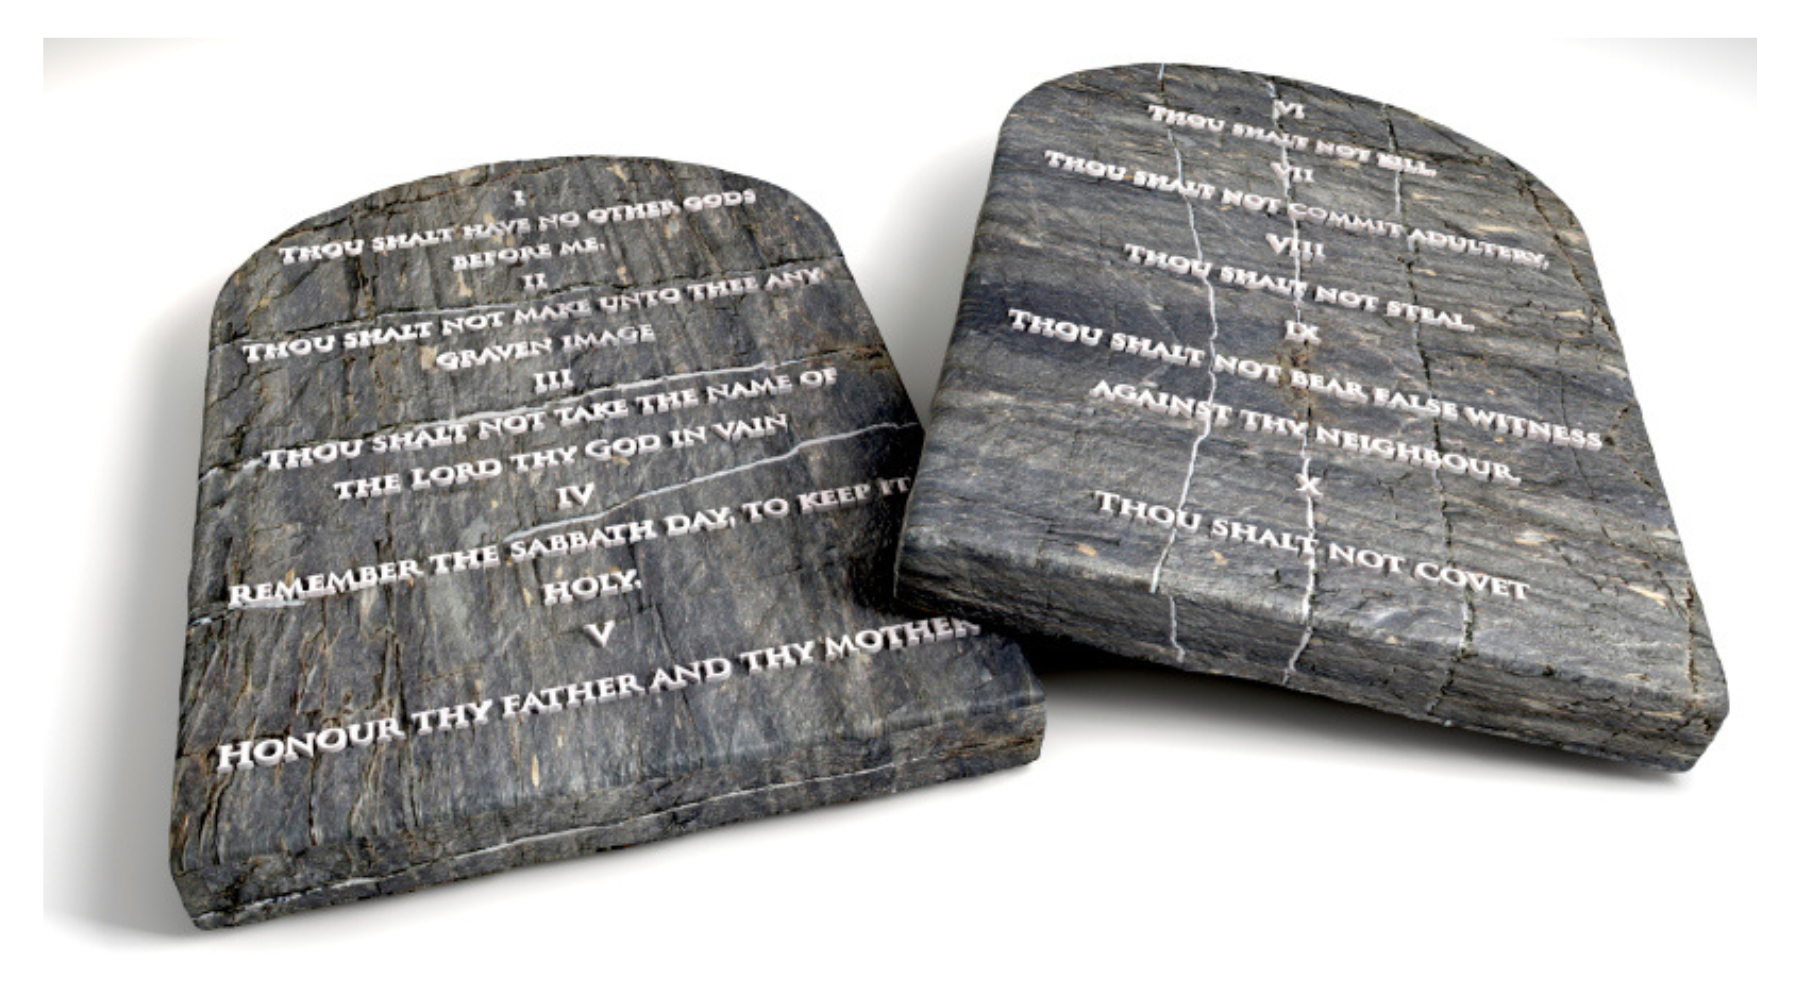 I
THOU SHALT HAVE NO OTHER GODS
BEFORE ME,
II
THOU SHALT NOT MAKE UNTO THEE ANY
GRAVEN IMAGE
III
THOU SHALT NOT TAKE THE NAME OF
THE LORD THY GOD IN VAIN
IV
REMEMBER THE SABBATH DAY, TO KEEP IT
HOLY,
V
HONOUR THY FATHER AND THY MOTHER
VI
THOU SHALT NOT KILL,
VII
THOU SHALT NOT COMMIT ADULTERY,
VIII
THOU SHALT NOT STEAL,
IX
THOU SHALT NOT BEAR FALSE WITNESS
AGAINST THY NEIGHBOUR,
X
THOU SHALT NOT COVET